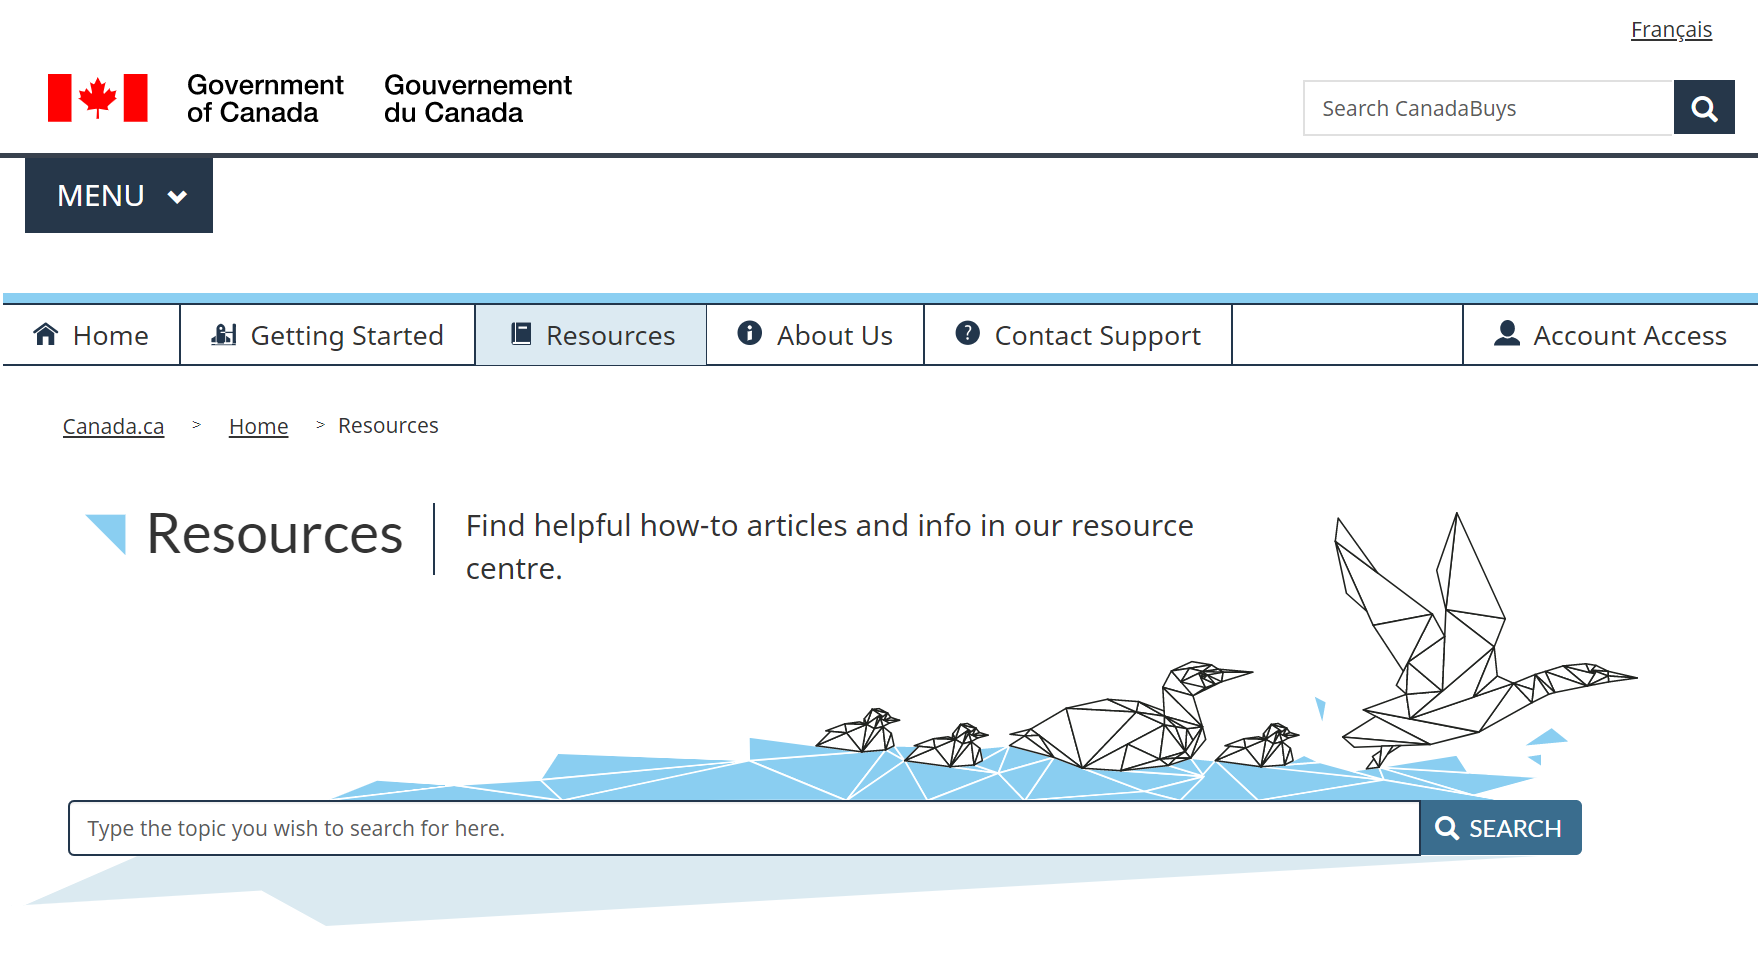 Français
Government
of Canada
Gouvernement
du Canada
Search CanadaBuys
MENU
Home
Getting Started
Resources
About Us
Contact Support
Account Access
Canada.ca > Home > Resources
Resources
Find helpful how-to articles and info in our resource
centre.
Type the topic you wish to search for here.
SEARCH